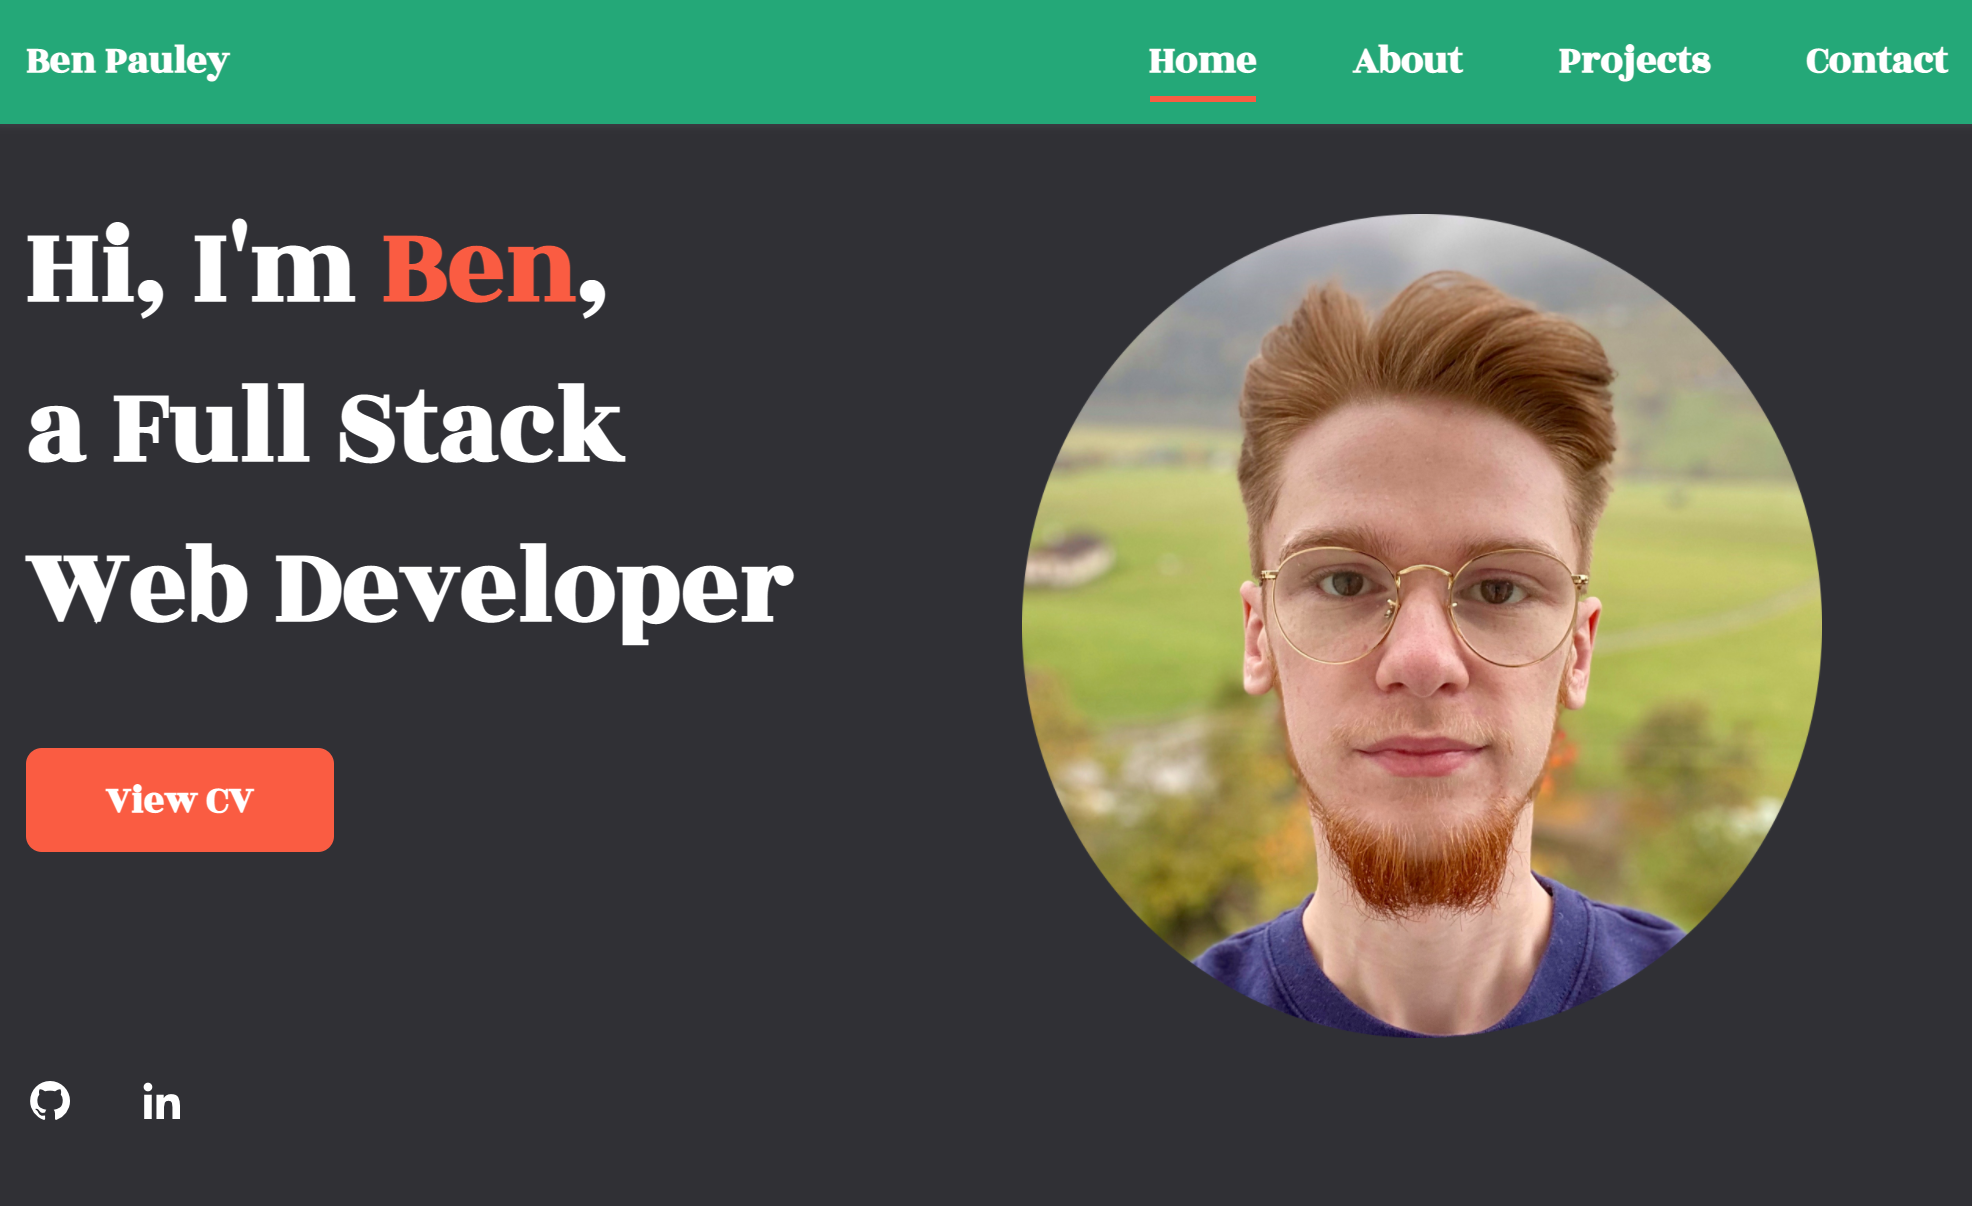 Ben Pauley
Home About Projects Contact
Hi, I'm Ben,
a Full Stack
Web Developer
View CV
in